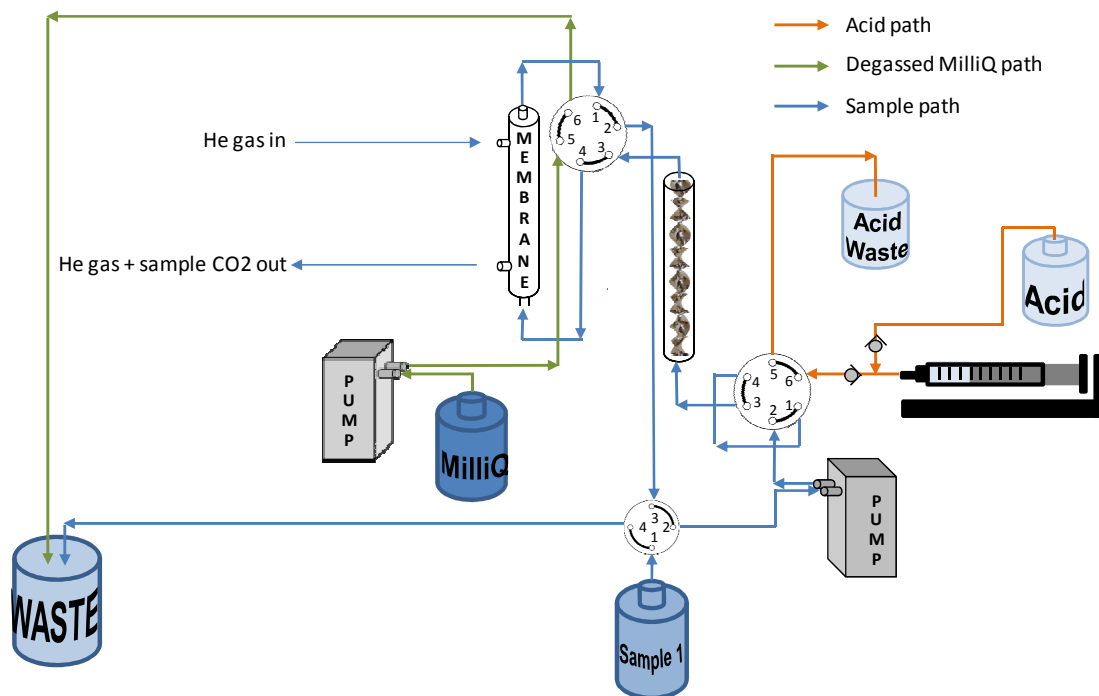 Acid path
Degassed MilliQ path
Sample path
He gas in
He gas + sample CO2 out
MEMBRANE
6
1
5
2
4
3
Acid
Waste
Acid
PUMP
MilliQ
5
4
6
3
1
2
PUMP
3
4
2
1
WASTE
Sample 1